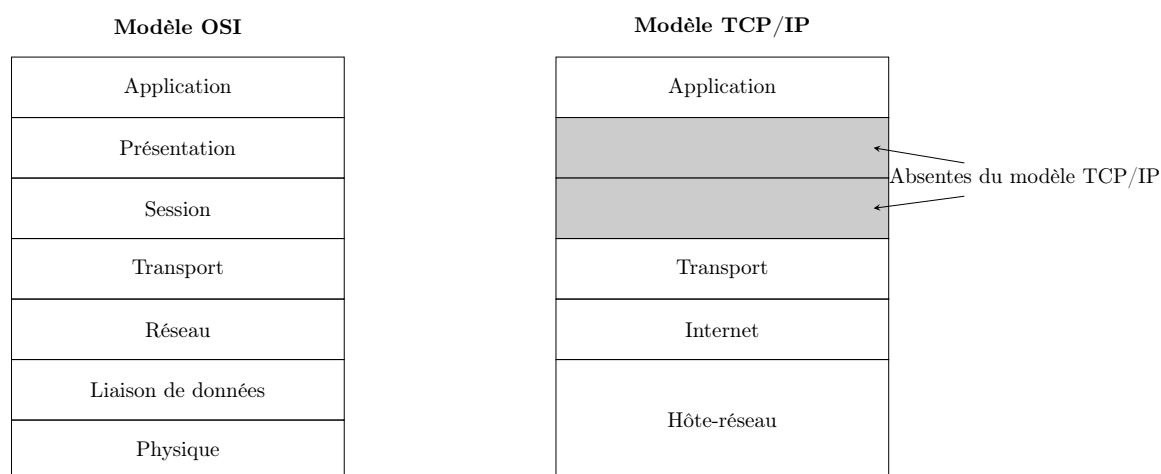 Modèle OSI
Application
Présentation
Session
Transport
Réseau
Liaison de données
Physique
Modèle TCP/IP
Application
Absentes du modèle TCP/IP
Transport
Internet
Hôte-réseau